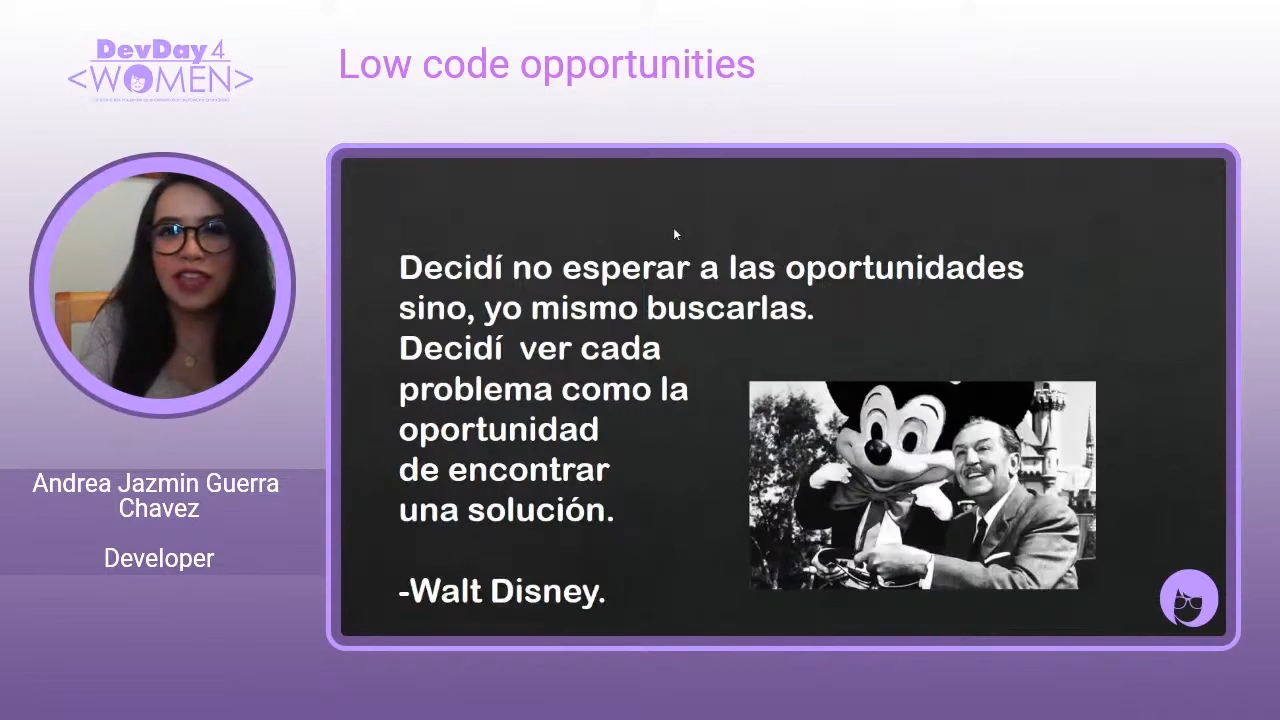 DevDay4
<WOMEN>
Low code opportunities
Decidí no esperar a las oportunidades
sino, yo mismo buscarlas.
Decidí  ver cada
problema como la
oportunidad
de encontrar
una solución.
-Walt Disney.
Andrea Jazmin Guerra
Chavez
Developer